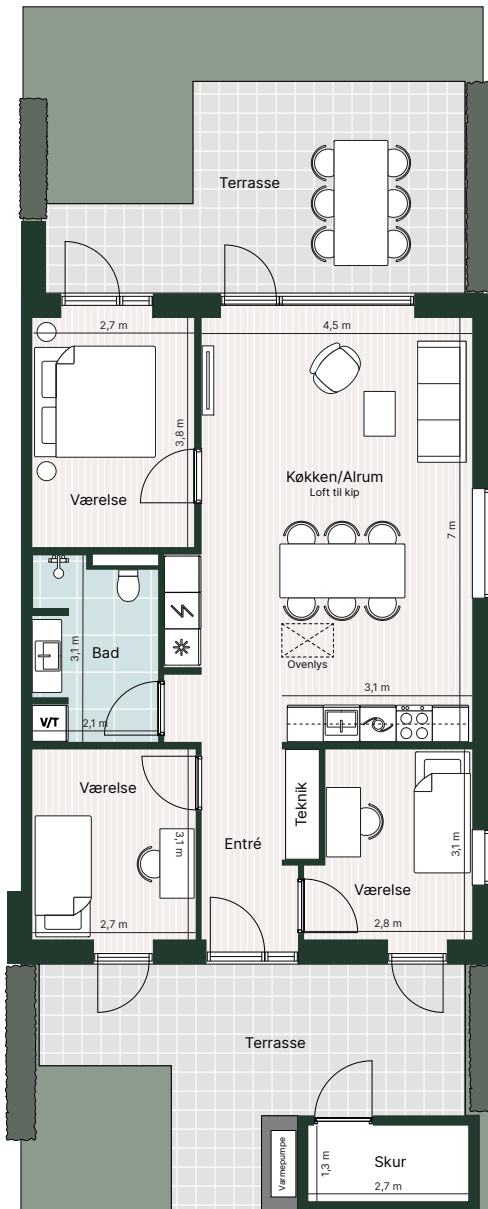 Terrasse
2,7 m
4,5 m
3,8 m
Værelse
Køkken/Alrum
Loft til kip
7 m
Bad
3,1 m
Ovenlys
3,1 m
V/T
2,1 m
Værelse
3,1 m
Teknik
Entré
3,1 m
Værelse
2,7 m
2,8 m
Terrasse
Varmepumpe
1,3 m
Skur
2,7 m